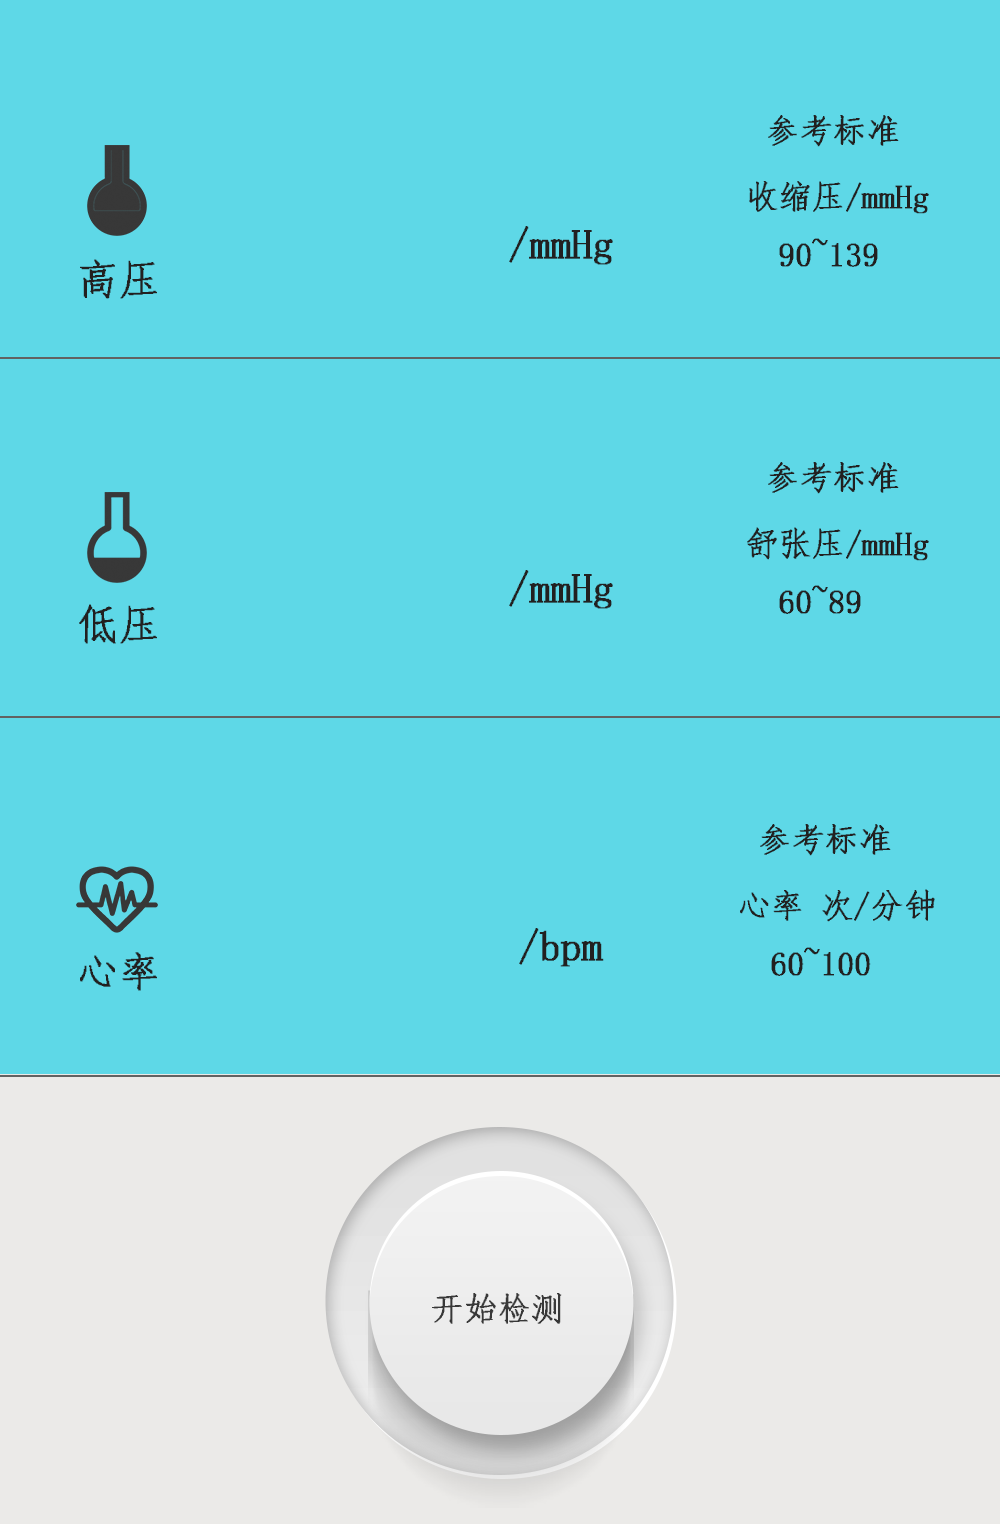 参考标准
收缩压/mmHg
/mmHg
90~139
高压
参考标准
舒张压/mmHg
/mmHg
60~89
低压
参考标准
心率 次/分钟
/bpm
60~100
心率
开始检测